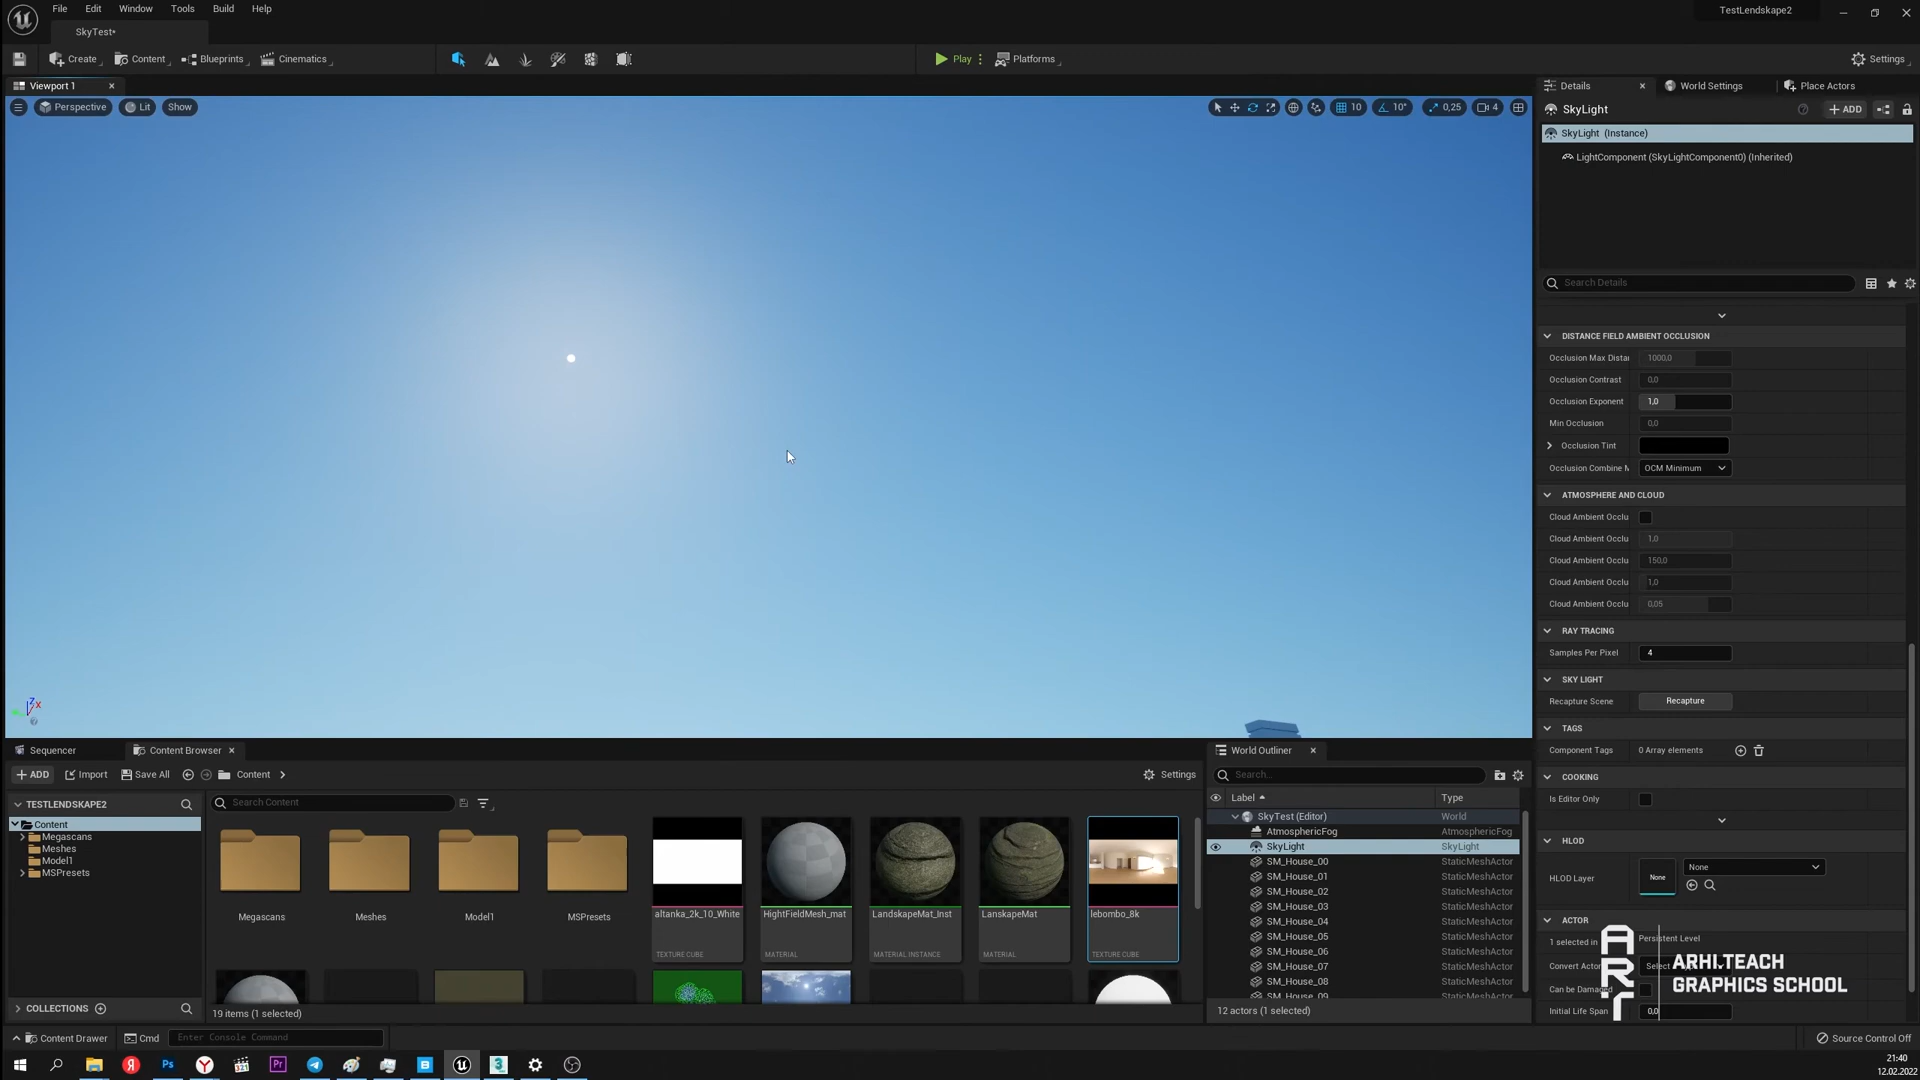 File Edit Window Tools Build Help
TestLendskape2
SkyTest•
Create Content Blueprints Cinematics
Play Platforms
Settings
Viewport 1
Perspective Lit Show
10 10° 0,25 4
Details World Settings Place Actors
SkyLight
+ ADD
SkyLight (Instance)
LightComponent (SkyLightComponent0) (Inherited)
Search Details
DISTANCE FIELD AMBIENT OCCLUSION
Occlusion Max Distar 1000,0
Occlusion Contrast 0,0
Occlusion Exponent 1,0
Min Occlusion 0,0
Occlusion Tint
Occlusion Combine M OCM Minimum
ATMOSPHERE AND CLOUD
Cloud Ambient Occlu
Cloud Ambient Occlu 1,0
Cloud Ambient Occlu 150,0
Cloud Ambient Occlu 1,0
Cloud Ambient Occlu 0,05
RAY TRACING
Samples Per Pixel 4
SKY LIGHT
Recapture Scene Recapture
TAGS
Component Tags 0 Array elements
COOKING
Is Editor Only
HLOD
HLOD Layer None None
ACTOR
1 selected in Persistent Level
Convert Actor
Can be Damaged
Initial Life Span 0,0
ARHI.TEACH
GRAPHICS SCHOOL
Z X
Sequencer Content Browser
+ ADD Import Save All Content
Settings
TESTLENDSKAPE2
Search Content
Content
Megascans
Meshes
Model1
MSPresets
COLLECTIONS
Megascans Meshes Model1 MSPresets
altanka_2k_10_White
TEXTURE CUBE
HightFieldMesh_mat
MATERIAL
LandskapeMat_Inst
MATERIAL INSTANCE
LanskapeMat
MATERIAL
lebombo_8k
TEXTURE CUBE
19 items (1 selected)
World Outliner
Search...
Label Type
SkyTest (Editor) World
AtmosphericFog AtmosphericFog
SkyLight SkyLight
SM_House_00 StaticMeshActor
SM_House_01 StaticMeshActor
SM_House_02 StaticMeshActor
SM_House_03 StaticMeshActor
SM_House_04 StaticMeshActor
SM_House_05 StaticMeshActor
SM_House_06 StaticMeshActor
SM_House_07 StaticMeshActor
SM_House_08 StaticMeshActor
SM_House_09 StaticMeshActor
12 actors (1 selected)
Content Drawer Cmd Enter Console Command
Source Control Off
Я Ps Y Pr B 3
21:40
12.02.2022